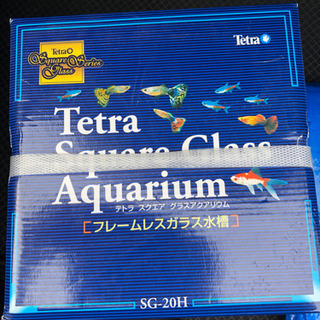 Tetra
Square Series
Glass
Tetra
Tetra
Square Glass
Aquarium
テトラ スクエア グラスアクアリウム
[フレームレスガラス水槽]
SG-20H